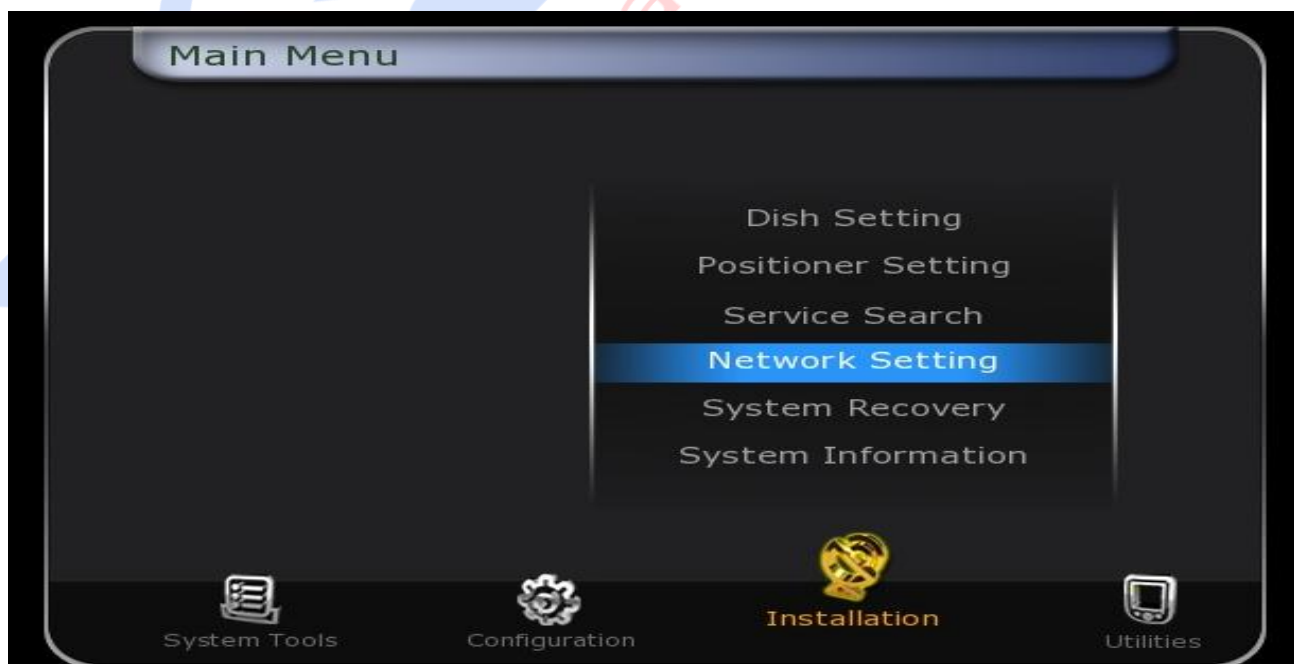 Main Menu
Dish Setting
Positioner Setting
Service Search
Network Setting
System Recovery
System Information
System Tools
Configuration
Installation
Utilities